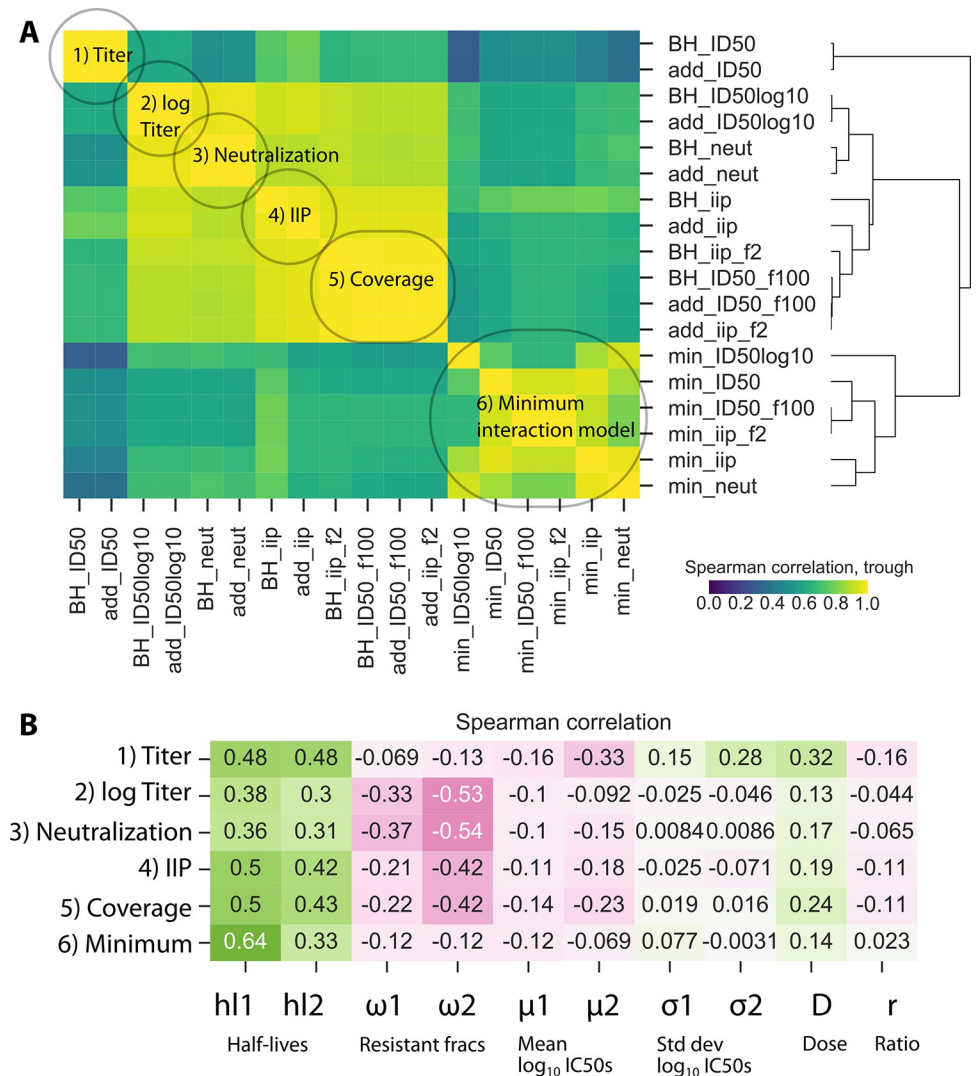 A
1) Titer
2) log
Titer
3) Neutralization
4) IIP
5) Coverage
6) Minimum
interaction model
BH_ID50
add_ID50
BH_ID50log10
add_ID50log10
BH_neut
add_neut
BH_iip
add_iip
BH_iip_f2
BH_ID50_f100
add_ID50_f100
add_iip_f2
min_ID50log10
min_ID50
min_ID50_f100
min_iip_f2
min_iip
min_neut
BH_ID50
add_ID50
BH_ID50log10
add_ID50log10
BH_neut
add_neut
BH_iip
add_iip
BH_iip_f2
BH_ID50_f100
add_ID50_f100
add_iip_f2
min_ID50log10
min_ID50
min_ID50_f100
min_iip_f2
min_iip
min_neut
Spearman correlation, trough
0.0 0.2 0.4 0.6 0.8 1.0
B
Spearman correlation
1) Titer 0.48 0.48 -0.069 -0.13 -0.16 -0.33 0.15 0.28 0.32 -0.16
2) log Titer 0.38 0.3 -0.33 -0.53 -0.1 -0.092 -0.025 -0.046 0.13 -0.044
3) Neutralization 0.36 0.31 -0.37 -0.54 -0.1 -0.15 0.0084 0.0086 0.17 -0.065
4) IIP 0.5 0.42 -0.21 -0.42 -0.11 -0.18 -0.025 -0.071 0.19 -0.11
5) Coverage 0.5 0.43 -0.22 -0.42 -0.14 -0.23 0.019 0.016 0.24 -0.11
6) Minimum 0.64 0.33 -0.12 -0.12 -0.12 -0.069 0.077 -0.0031 0.14 0.023
hl1 hl2 ω1 ω2 μ1 μ2 σ1 σ2 D r
Half-lives Resistant fracs Mean Std dev Dose Ratio
log10 IC50s log10 IC50s